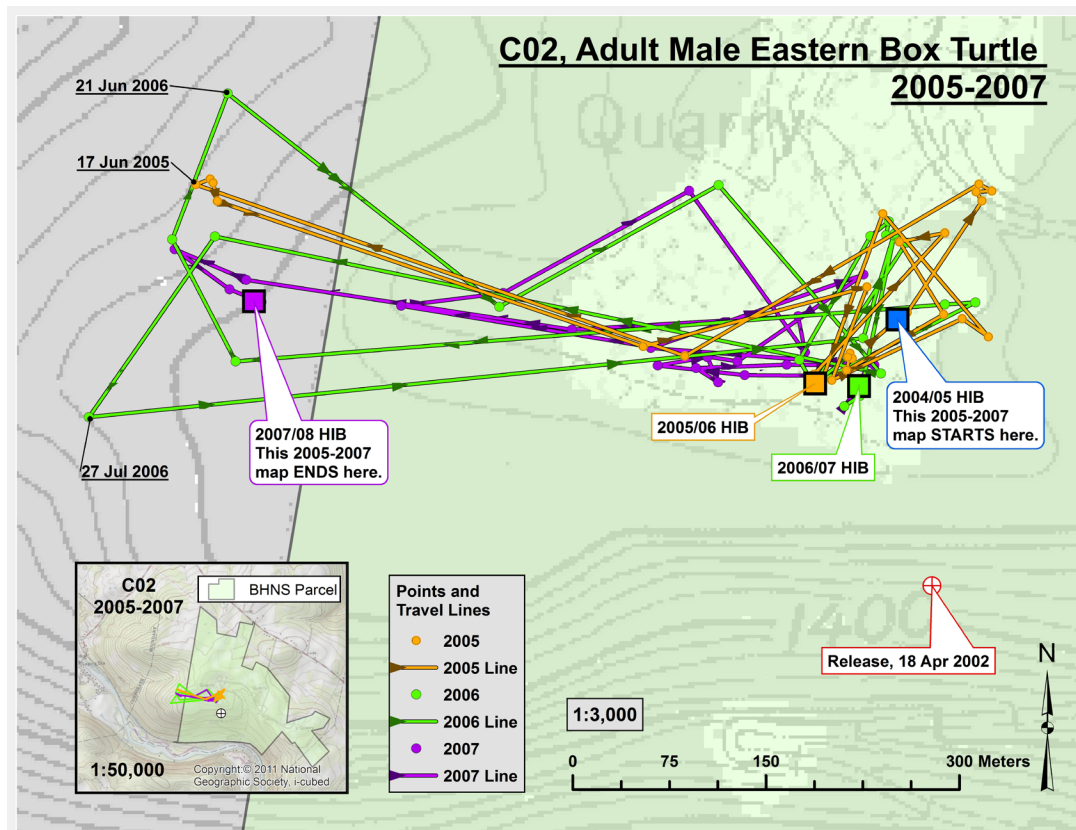 C02, Adult Male Eastern Box Turtle
2005-2007
21 Jun 2006
Quarry
17 Jun 2005
2004/05 HIB
This 2005-2007
map STARTS here.
2005/06 HIB
2007/08 HIB
This 2005-2007
map ENDS here.
2006/07 HIB
27 Jul 2006
C02
2005-2007
BHNS Parcel
1:50,000
Copyright:© 2011 National
Geographic Society, i-cubed
Points and
Travel Lines
2005
2005 Line
2006
2006 Line
2007
2007 Line
1400
Release, 18 Apr 2002
N
1:3,000
0 75 150 300 Meters